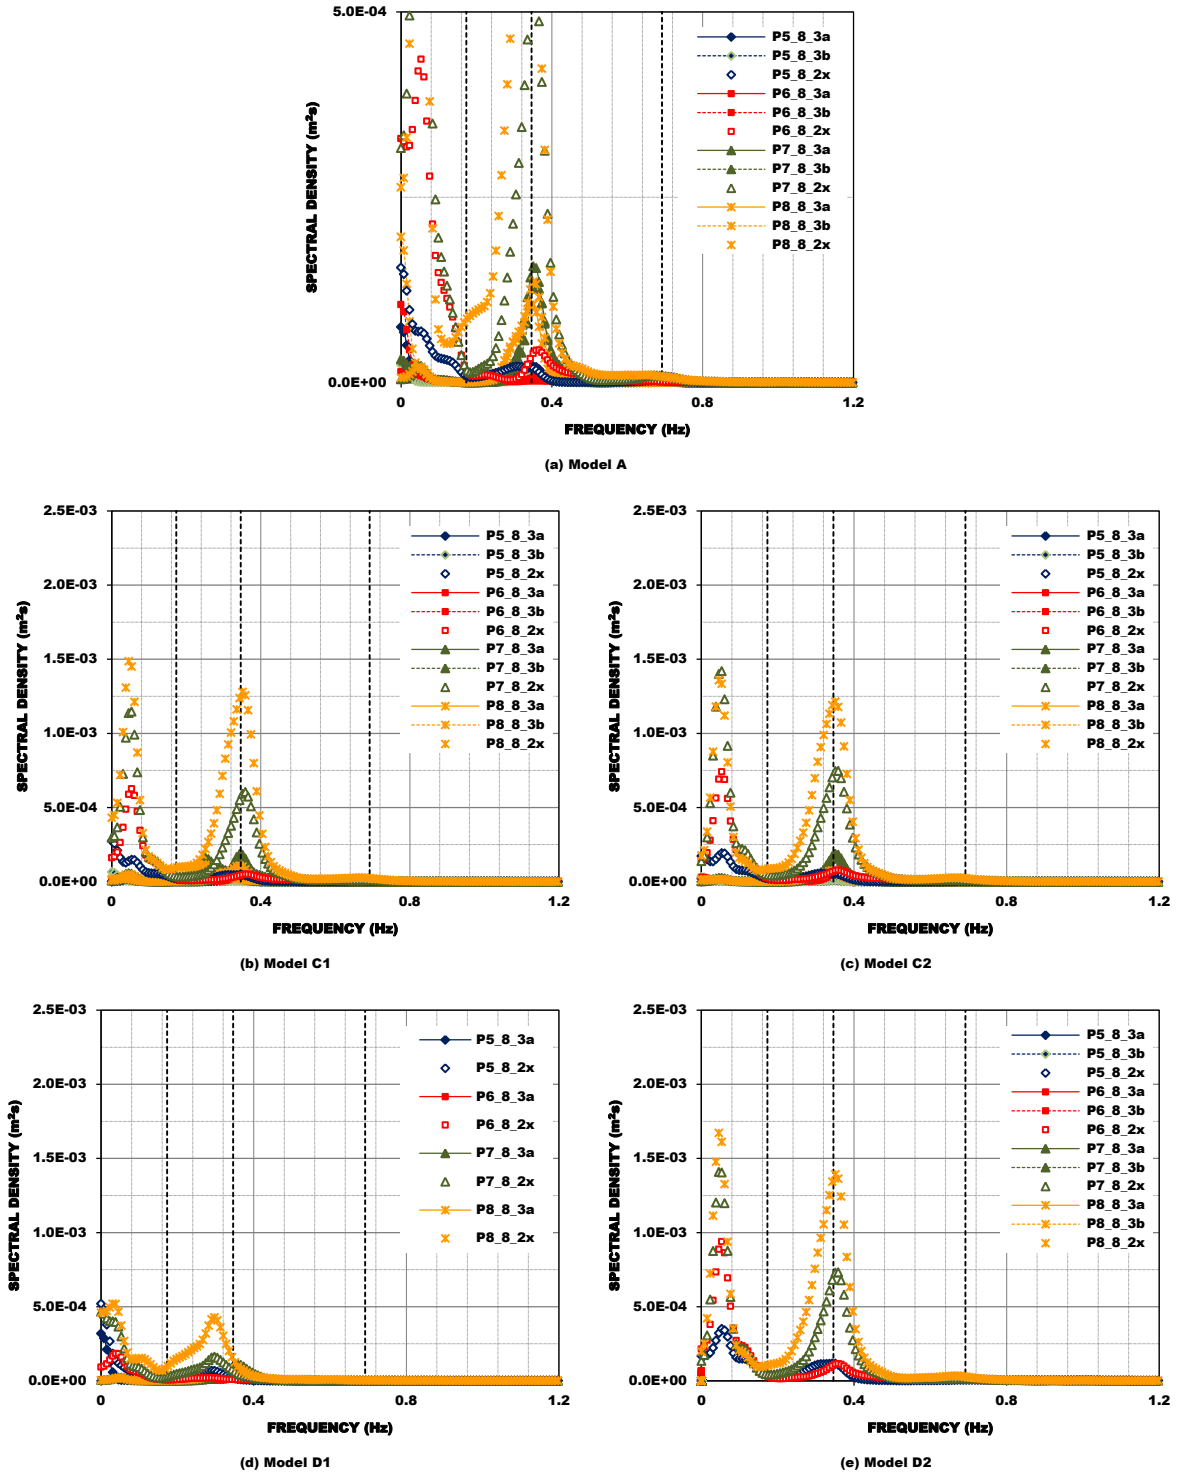 5.0E-04
0.0E+00
SPECTRAL DENSITY (m²s)
P5_8_3a
P5_8_3b
P5_8_2x
P6_8_3a
P6_8_3b
P6_8_2x
P7_8_3a
P7_8_3b
P7_8_2x
P8_8_3a
P8_8_3b
P8_8_2x
0 0.4 0.8 1.2
FREQUENCY (Hz)
(a) Model A
2.5E-03
2.0E-03
1.5E-03
1.0E-03
5.0E-04
0.0E+00
SPECTRAL DENSITY (m²s)
P5_8_3a
P5_8_3b
P5_8_2x
P6_8_3a
P6_8_3b
P6_8_2x
P7_8_3a
P7_8_3b
P7_8_2x
P8_8_3a
P8_8_3b
P8_8_2x
0 0.4 0.8 1.2
FREQUENCY (Hz)
(b) Model C1
2.5E-03
2.0E-03
1.5E-03
1.0E-03
5.0E-04
0.0E+00
SPECTRAL DENSITY (m²s)
P5_8_3a
P5_8_3b
P5_8_2x
P6_8_3a
P6_8_3b
P6_8_2x
P7_8_3a
P7_8_3b
P7_8_2x
P8_8_3a
P8_8_3b
P8_8_2x
0 0.4 0.8 1.2
FREQUENCY (Hz)
(c) Model C2
2.5E-03
2.0E-03
1.5E-03
1.0E-03
5.0E-04
0.0E+00
SPECTRAL DENSITY (m²s)
P5_8_3a
P5_8_2x
P6_8_3a
P6_8_2x
P7_8_3a
P7_8_2x
P8_8_3a
P8_8_2x
0 0.4 0.8 1.2
FREQUENCY (Hz)
(d) Model D1
2.5E-03
2.0E-03
1.5E-03
1.0E-03
5.0E-04
0.0E+00
SPECTRAL DENSITY (m²s)
P5_8_3a
P5_8_3b
P5_8_2x
P6_8_3a
P6_8_3b
P6_8_2x
P7_8_3a
P7_8_3b
P7_8_2x
P8_8_3a
P8_8_3b
P8_8_2x
0 0.4 0.8 1.2
FREQUENCY (Hz)
(e) Model D2